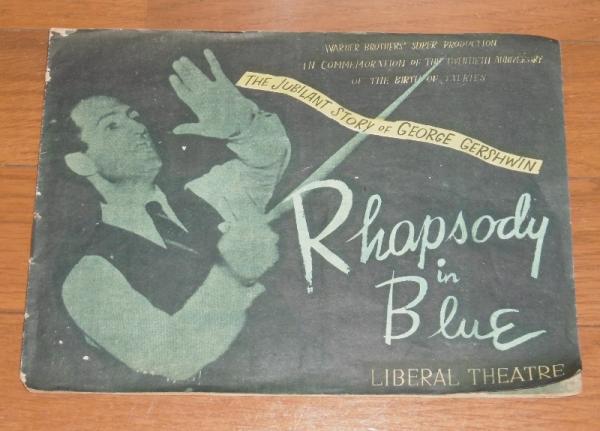 WARNER BROTHERS' SUPER PRODUCTION
IN COMMEMORATION OF THE TWENTIETH ANNIVERSARY
OF THE BIRTH OF TALKIES
THE JUBILANT STORY OF GEORGE GERSHWIN
Rhapsody
in
BLUE
LIBERAL THEATRE